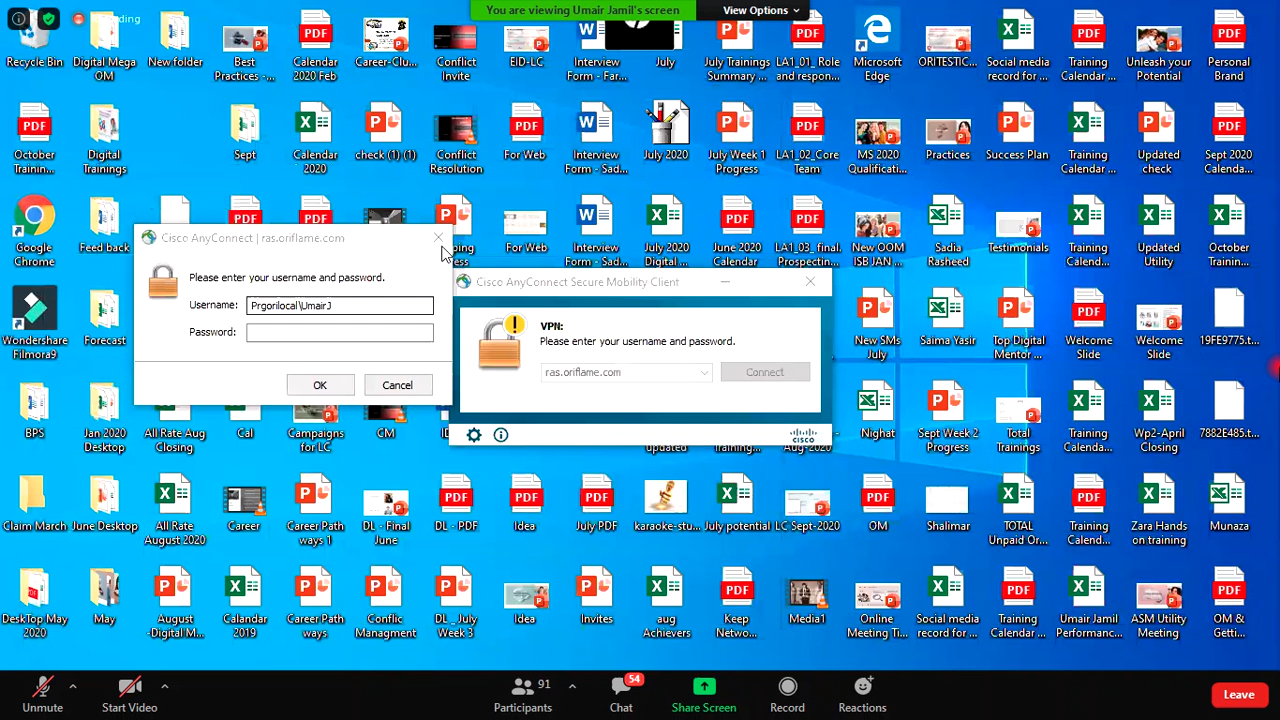 You are viewing Umair Jamil's screen
View Options
Recycle Bin
Digital Mega
OM
New folder
Best
Practices -...
Calendar
2020 Feb
Career-Clu...
Conflict
Invite
EID-LC
Interview
Form - Far...
July
July Trainings
Summary ...
LA1_01_ Role
and respon...
Microsoft
Edge
ORITESTIC...
Social media
record for ...
Training
Calendar ...
Unleash your
Potential
Personal
Brand
October
Trainin...
Digital
Trainings
Sept
Calendar
2020
check (1) (1)
Conflict
Resolution
For Web
Interview
Form - Sad...
July 2020
July Week 1
Progress
LA1_02_Core
Team
MS 2020
Qualificati...
Practices
Success Plan
Training
Calendar ...
Updated
check
Sept 2020
Calenda...
Google
Chrome
Feed back
For Web
Interview
Form - Sad...
July 2020
Digital ...
June 2020
Calendar
LA1_03_ final.
Prospectin...
New OOM
ISB JAN ...
Sadia
Rasheed
Testimonials
Training
Calenda...
Updated
Utility
October
Trainin...
Cisco AnyConnect | ras.oriflame.com
Please enter your username and password.
Username: Prgorilocal\UmairJ
Password:
OK
Cancel
Cisco AnyConnect Secure Mobility Client
VPN:
Please enter your username and password.
ras.oriflame.com
Connect
CISCO
Wondershare
Filmora9
Forecast
New SMs
July
Saima Yasir
Top Digital
Mentor ...
Welcome
Slide
Welcome
Slide
19FE9775.t...
BPS
Jan 2020
Desktop
All Rate Aug
Closing
Cal
Campaigns
for LC
CM
updated
Aug-2020
Nighat
Sept Week 2
Progress
Total
Trainings
Training
Calenda...
Wp2-April
Closing
7882E485.t...
Claim March
June Desktop
All Rate
August 2020
Career
Career Path
ways 1
DL - Final
June
DL - PDF
Idea
July PDF
karaoke-stu...
July potential
LC Sept-2020
OM
Shalimar
TOTAL
Unpaid Or...
Training
Calend...
Zara Hands
on training
Munaza
DeskTop May
2020
May
August
-Digital M...
Calandar
2019
Career Path
ways
Conflic
Managment
DL _ July
Week 3
Idea
Invites
aug
Achievers
Keep
Netwo...
Media1
Online
Meeting Ti...
Social media
record for ...
Training
Calendar ...
Umair Jamil
Performanc...
ASM Utility
Meeting
OM &
Getti...
Unmute
Start Video
91
Participants
54
Chat
Share Screen
Record
Reactions
Leave